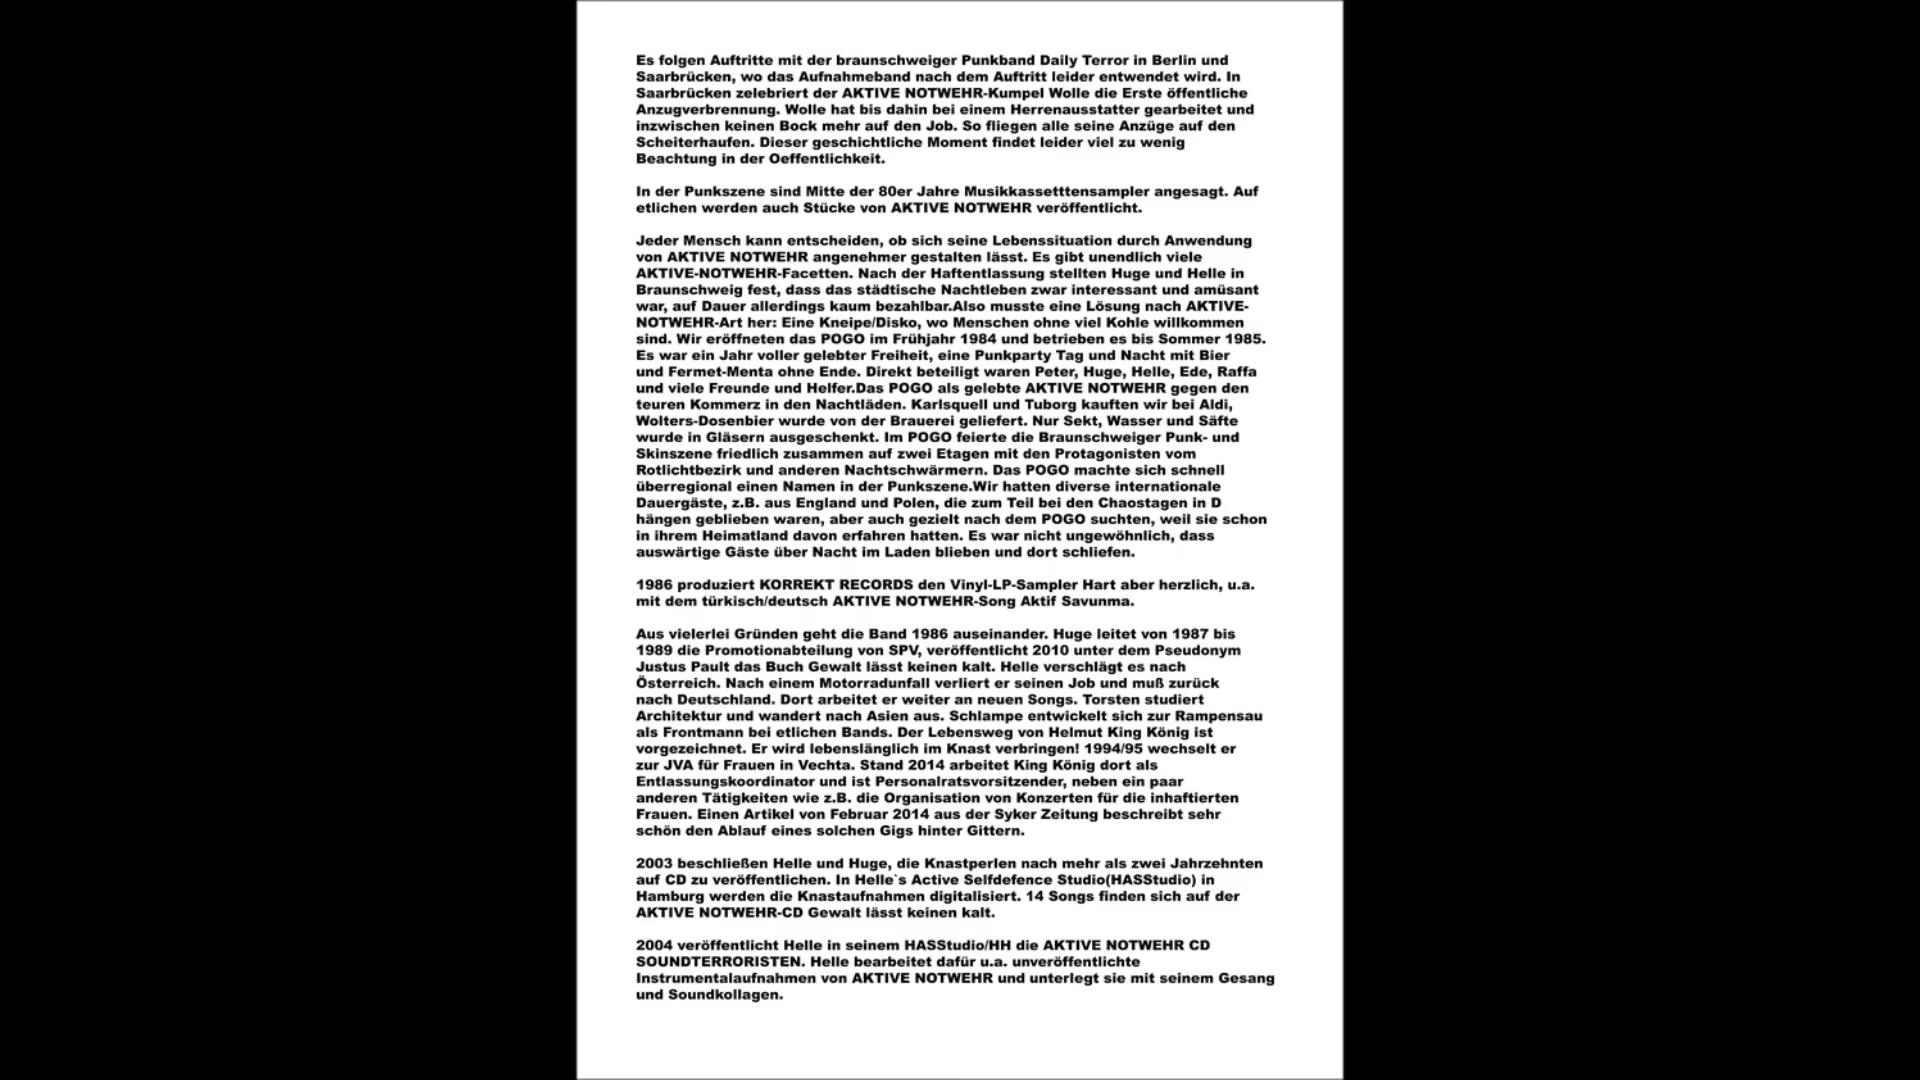 Es folgen Auftritte mit der braunschweiger Punkband Daily Terror in Berlin und
Saarbrücken, wo das Aufnahmeband nach dem Auftritt leider entwendet wird. In
Saarbrücken zelebriert der AKTIVE NOTWEHR-Kumpel Wolle die Erste öffentliche
Anzugverbrennung. Wolle hat bis dahin bei einem Herrenausstatter gearbeitet und
inzwischen keinen Bock mehr auf den Job. So fliegen alle seine Anzüge auf den
Scheiterhaufen. Dieser geschichtliche Moment findet leider viel zu wenig
Beachtung in der Oeffentlichkeit.
In der Punkszene sind Mitte der 80er Jahre Musikkassetttensampler angesagt. Auf
etlichen werden auch Stücke von AKTIVE NOTWEHR veröffentlicht.
Jeder Mensch kann entscheiden, ob sich seine Lebenssituation durch Anwendung
von AKTIVE NOTWEHR angenehmer gestalten lässt. Es gibt unendlich viele
AKTIVE-NOTWEHR-Facetten. Nach der Haftentlassung stellten Huge und Helle in
Braunschweig fest, dass das städtische Nachtleben zwar interessant und amüsant
war, auf Dauer allerdings kaum bezahlbar.Also musste eine Lösung nach AKTIVE-
NOTWEHR-Art her: Eine Kneipe/Disko, wo Menschen ohne viel Kohle willkommen
sind. Wir eröffneten das POGO im Frühjahr 1984 und betrieben es bis Sommer 1985.
Es war ein Jahr voller gelebter Freiheit, eine Punkparty Tag und Nacht mit Bier
und Fermet-Menta ohne Ende. Direkt beteiligt waren Peter, Huge, Helle, Ede, Raffa
und viele Freunde und Helfer.Das POGO als gelebte AKTIVE NOTWEHR gegen den
teuren Kommerz in den Nachtläden. Karlsquell und Tuborg kauften wir bei Aldi,
Wolters-Dosenbier wurde von der Brauerei geliefert. Nur Sekt, Wasser und Säfte
wurde in Gläsern ausgeschenkt. Im POGO feierte die Braunschweiger Punk- und
Skinszene friedlich zusammen auf zwei Etagen mit den Protagonisten vom
Rotlichtbezirk und anderen Nachtschwärmern. Das POGO machte sich schnell
überregional einen Namen in der Punkszene.Wir hatten diverse internationale
Dauergäste, z.B. aus England und Polen, die zum Teil bei den Chaostagen in D
hängen geblieben waren, aber auch gezielt nach dem POGO suchten, weil sie schon
in ihrem Heimatland davon erfahren hatten. Es war nicht ungewöhnlich, dass
auswärtige Gäste über Nacht im Laden blieben und dort schliefen.
1986 produziert KORREKT RECORDS den Vinyl-LP-Sampler Hart aber herzlich, u.a.
mit dem türkisch/deutsch AKTIVE NOTWEHR-Song Aktif Savunma.
Aus vielerlei Gründen geht die Band 1986 auseinander. Huge leitet von 1987 bis
1989 die Promotionabteilung von SPV, veröffentlicht 2010 unter dem Pseudonym
Justus Pault das Buch Gewalt lässt keinen kalt. Helle verschlägt es nach
Österreich. Nach einem Motorradunfall verliert er seinen Job und muß zurück
nach Deutschland. Dort arbeitet er weiter an neuen Songs. Torsten studiert
Architektur und wandert nach Asien aus. Schlampe entwickelt sich zur Rampensau
als Frontmann bei etlichen Bands. Der Lebensweg von Helmut King König ist
vorgezeichnet. Er wird lebenslänglich im Knast verbringen! 1994/95 wechselt er
zur JVA für Frauen in Vechta. Stand 2014 arbeitet King König dort als
Entlassungskoordinator und ist Personalratsvorsitzender, neben ein paar
anderen Tätigkeiten wie z.B. die Organisation von Konzerten für die inhaftierten
Frauen. Einen Artikel von Februar 2014 aus der Syker Zeitung beschreibt sehr
schön den Ablauf eines solchen Gigs hinter Gittern.
2003 beschließen Helle und Huge, die Knastperlen nach mehr als zwei Jahrzehnten
auf CD zu veröffentlichen. In Helle`s Active Selfdefence Studio(HASStudio) in
Hamburg werden die Knastaufnahmen digitalisiert. 14 Songs finden sich auf der
AKTIVE NOTWEHR-CD Gewalt lässt keinen kalt.
2004 veröffentlicht Helle in seinem HASStudio/HH die AKTIVE NOTWEHR CD
SOUNDTERRORISTEN. Helle bearbeitet dafür u.a. unveröffentlichte
Instrumentalaufnahmen von AKTIVE NOTWEHR und unterlegt sie mit seinem Gesang
und Soundkollagen.